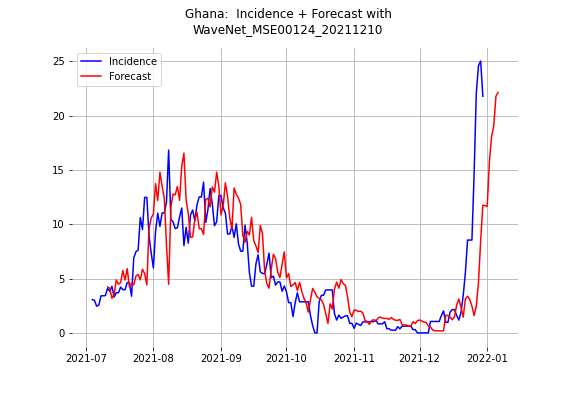 Ghana:  Incidence + Forecast with
WaveNet_MSE00124_20211210
Incidence
Forecast
25
20
15
10
5
0
2021-07 2021-08 2021-09 2021-10 2021-11 2021-12 2022-01